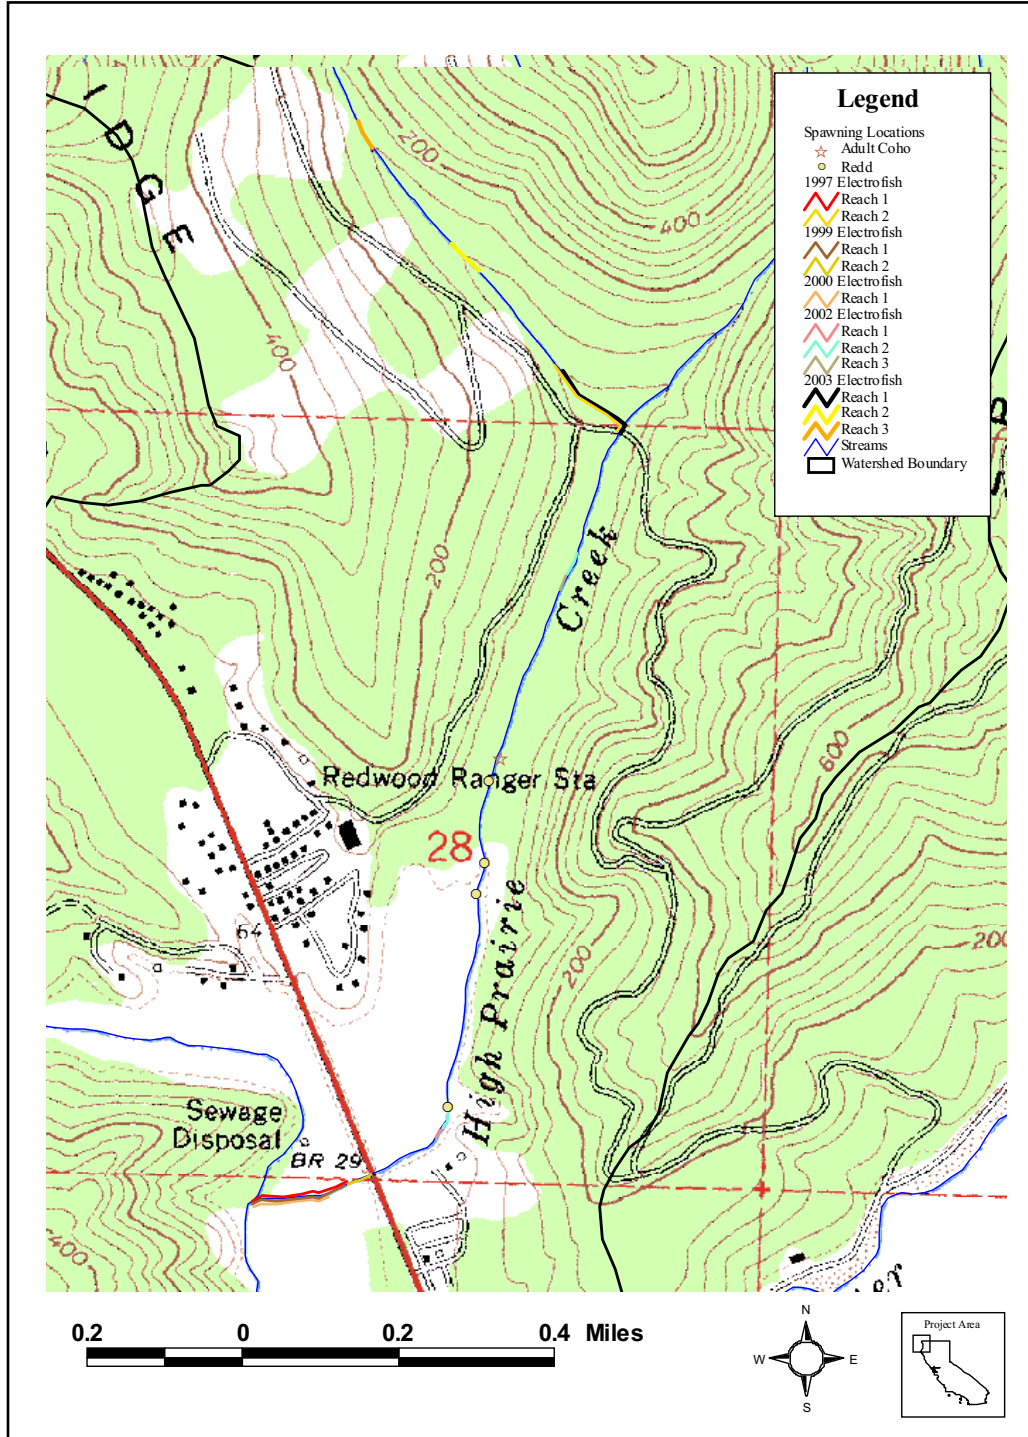 IDGE
200
400
400
200
Creek
Redwood Ranger Sta
28
64
600
200
200
High Prairie
Sewage
Disposal
BR 29
400
Legend
Spawning Locations
Adult Coho
Redd
1997 Electrofish
Reach 1
Reach 2
1999 Electrofish
Reach 1
Reach 2
2000 Electrofish
Reach 1
2002 Electrofish
Reach 1
Reach 2
Reach 3
2003 Electrofish
Reach 1
Reach 2
Reach 3
Streams
Watershed Boundary
0.2 0 0.2 0.4 Miles
N
W E
S
Project Area